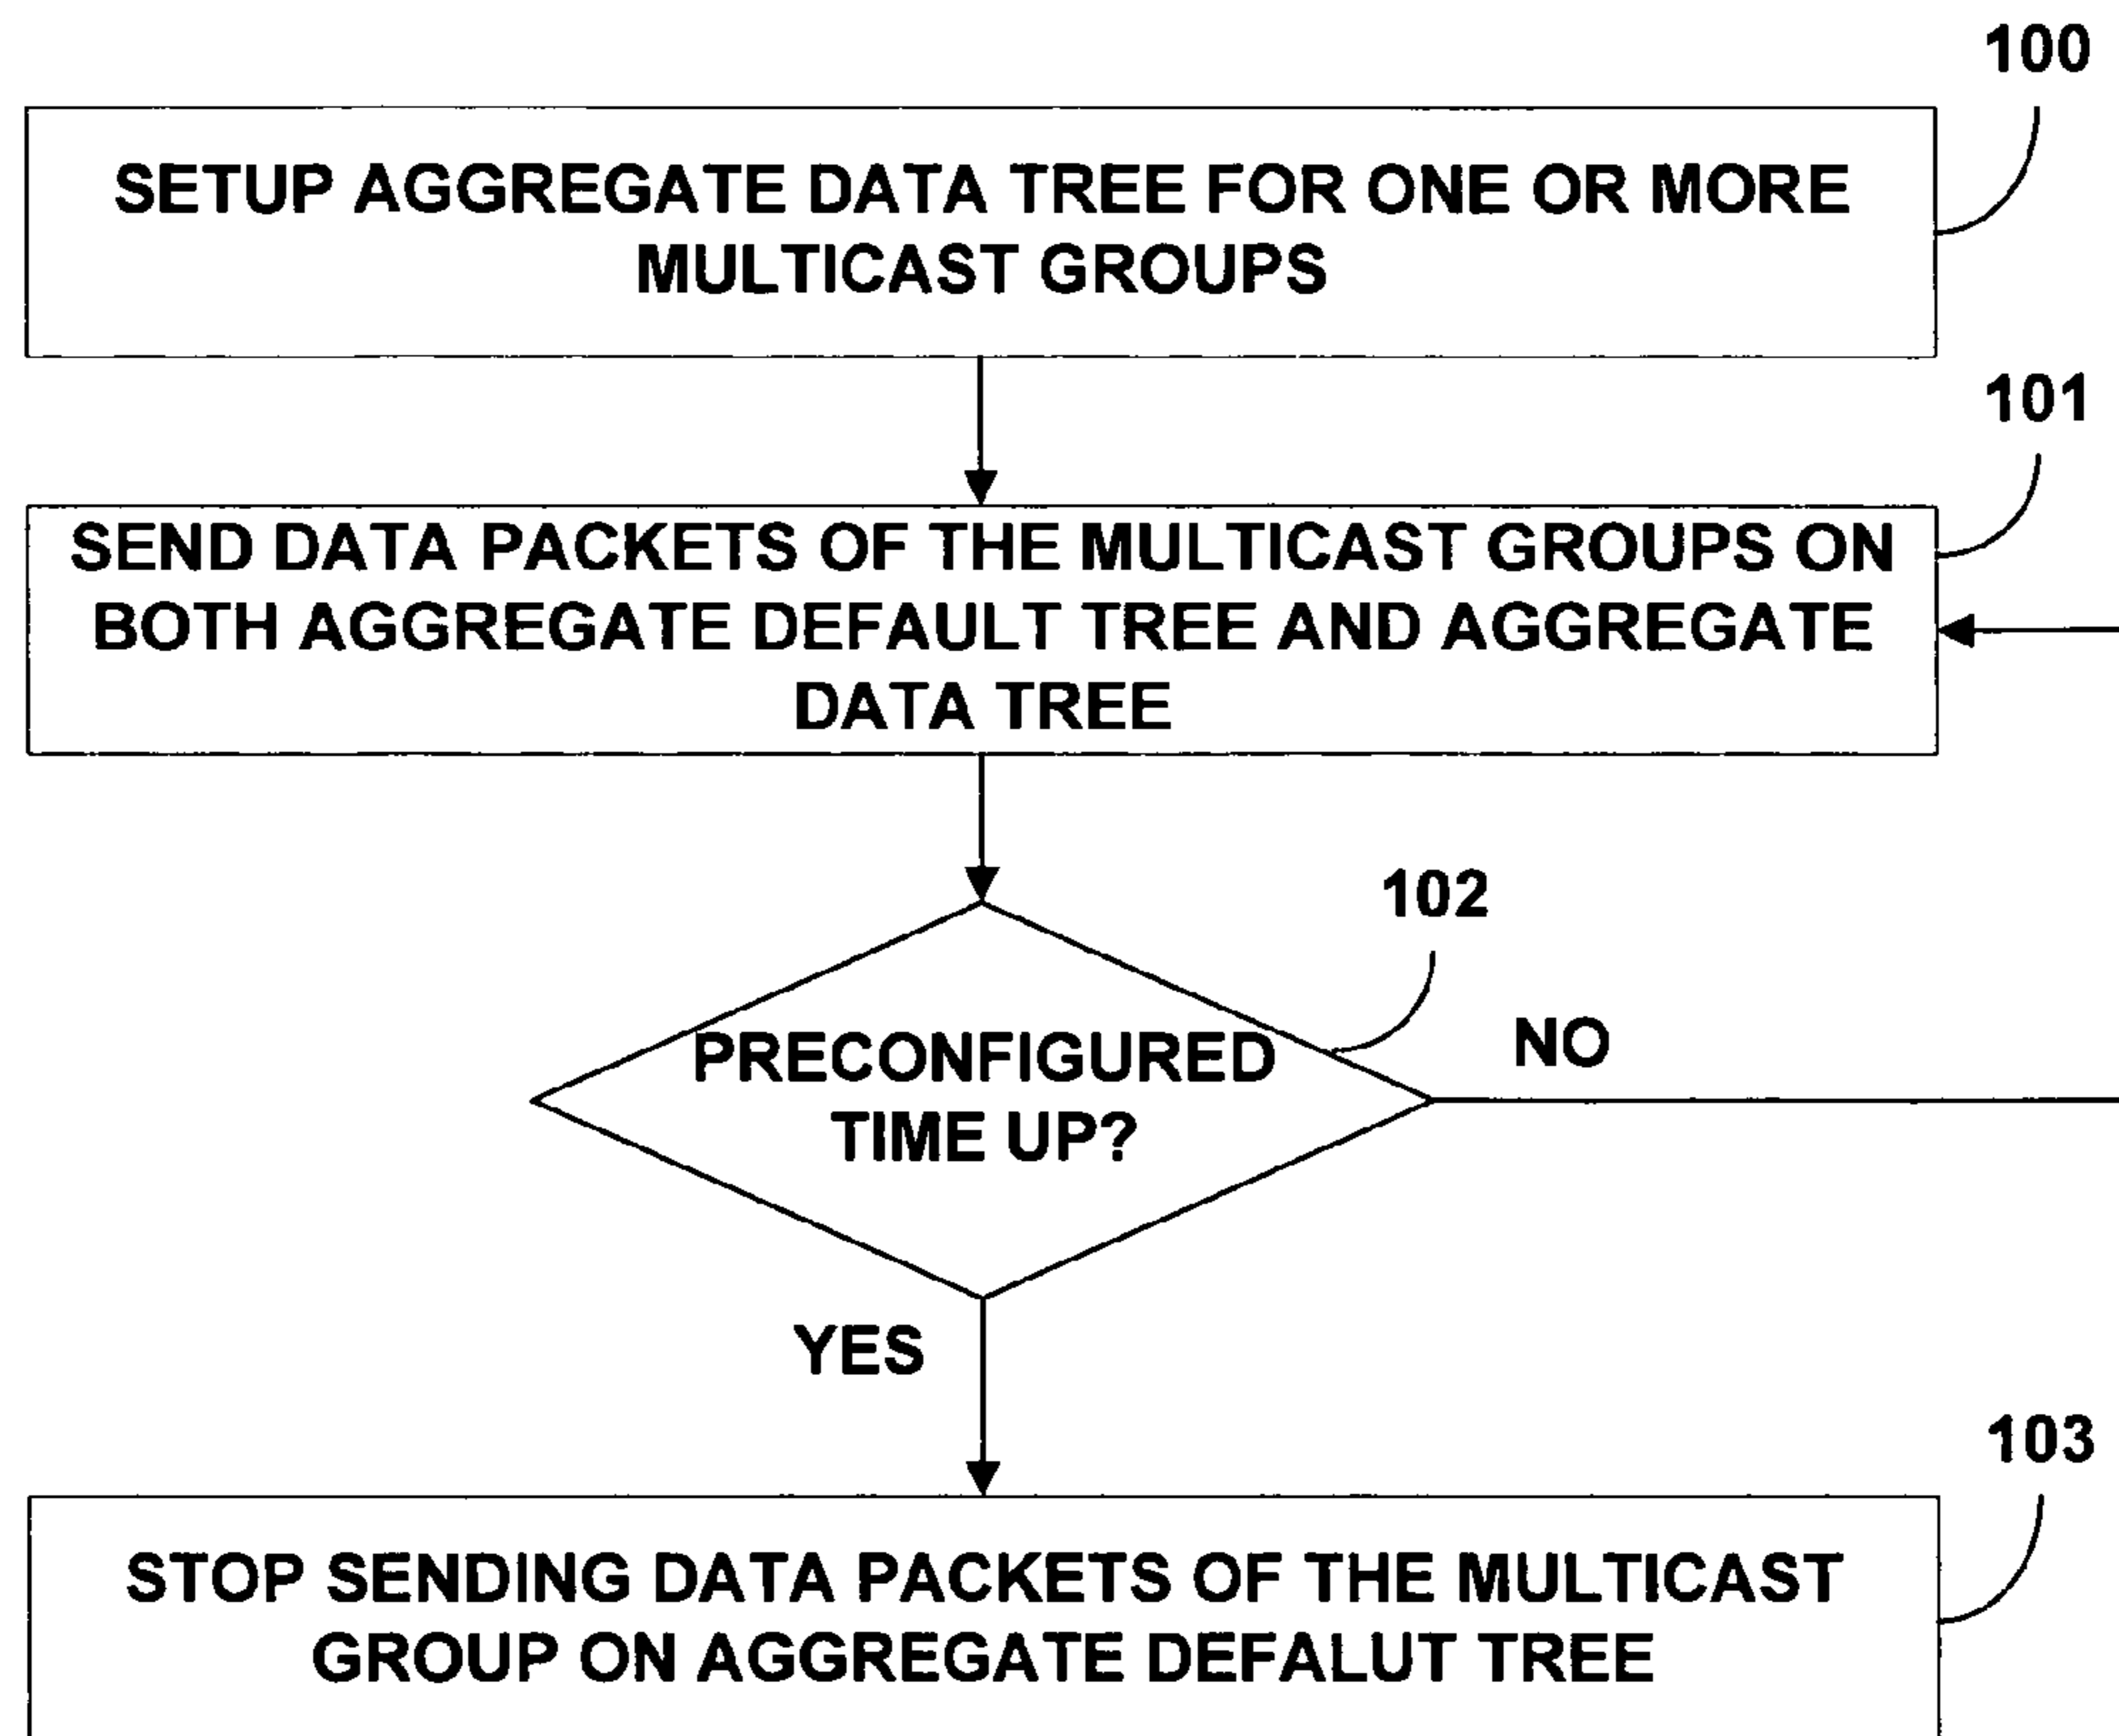 100
SETUP AGGREGATE DATA TREE FOR ONE OR MORE
MULTICAST GROUPS
101
SEND DATA PACKETS OF THE MULTICAST GROUPS ON
BOTH AGGREGATE DEFAULT TREE AND AGGREGATE
DATA TREE
102
PRECONFIGURED
TIME UP?
NO
YES
103
STOP SENDING DATA PACKETS OF THE MULTICAST
GROUP ON AGGREGATE DEFALUT TREE